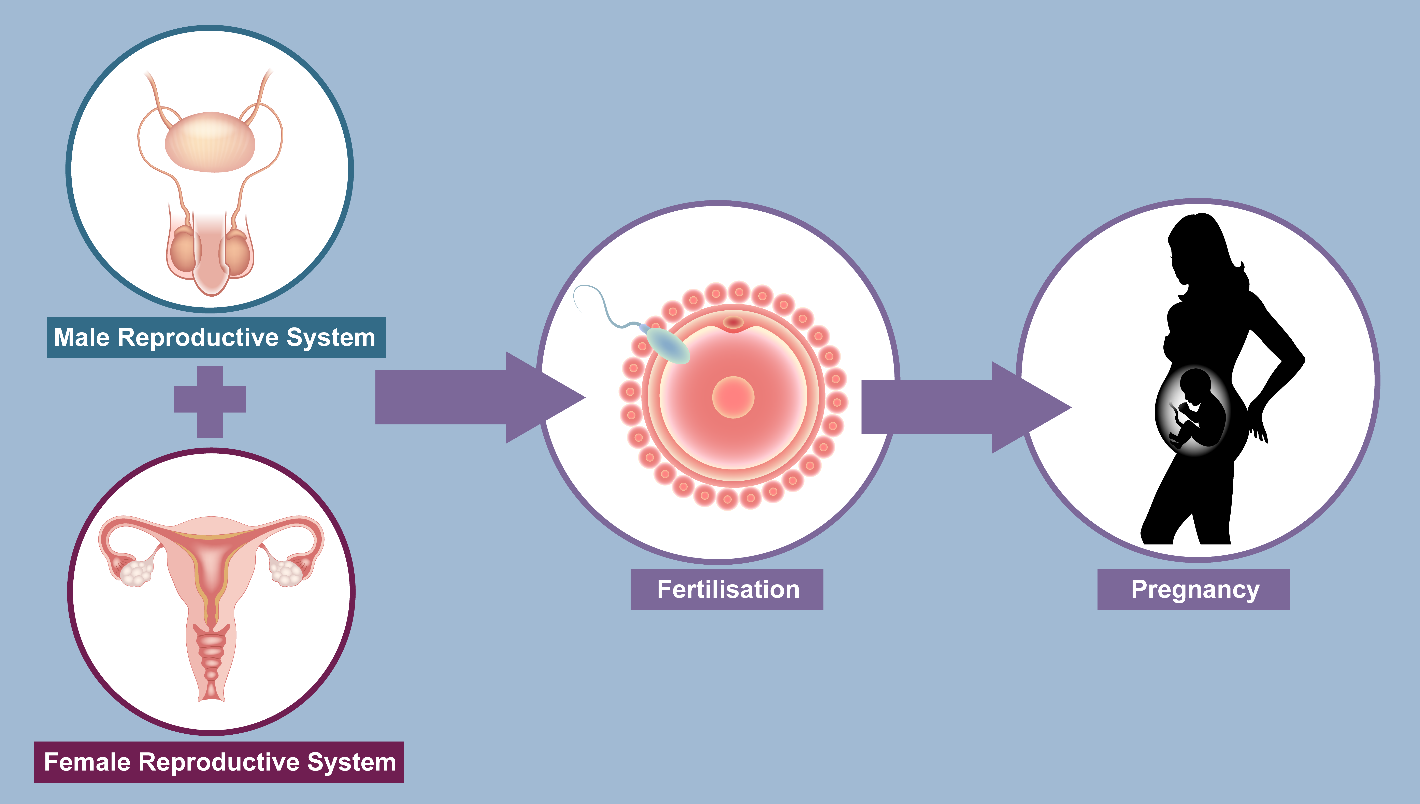 Male Reproductive System
Female Reproductive System
Fertilisation
Pregnancy